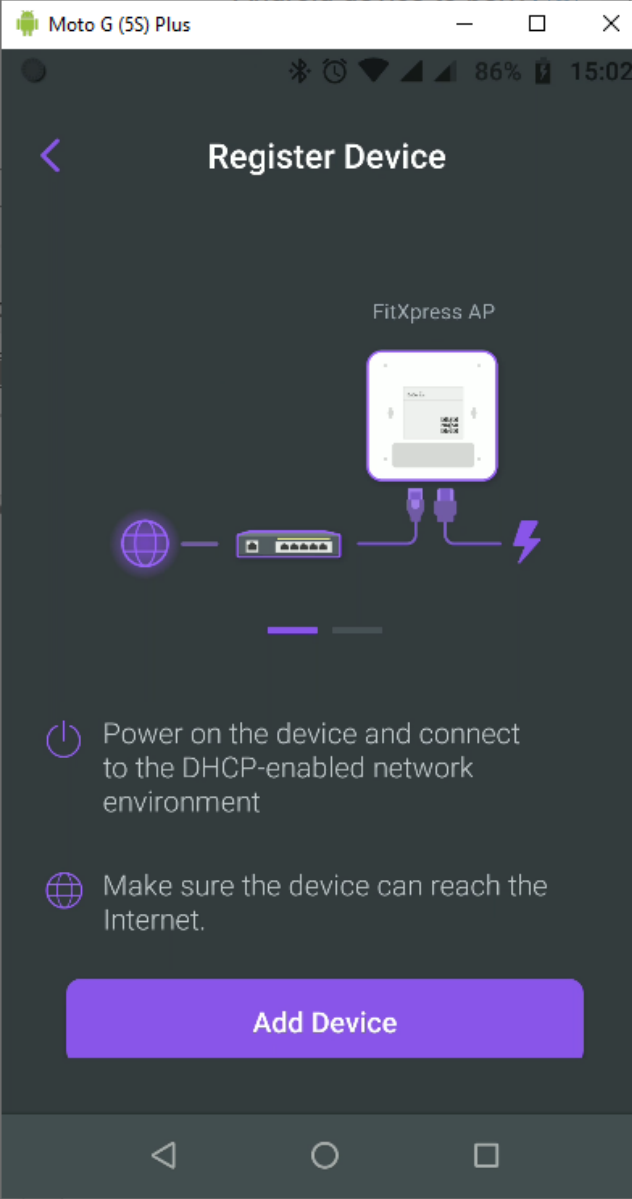 Moto G (5S) Plus
86% 15:02
Register Device
FitXpress AP
Power on the device and connect
to the DHCP-enabled network
environment
Make sure the device can reach the
Internet.
Add Device